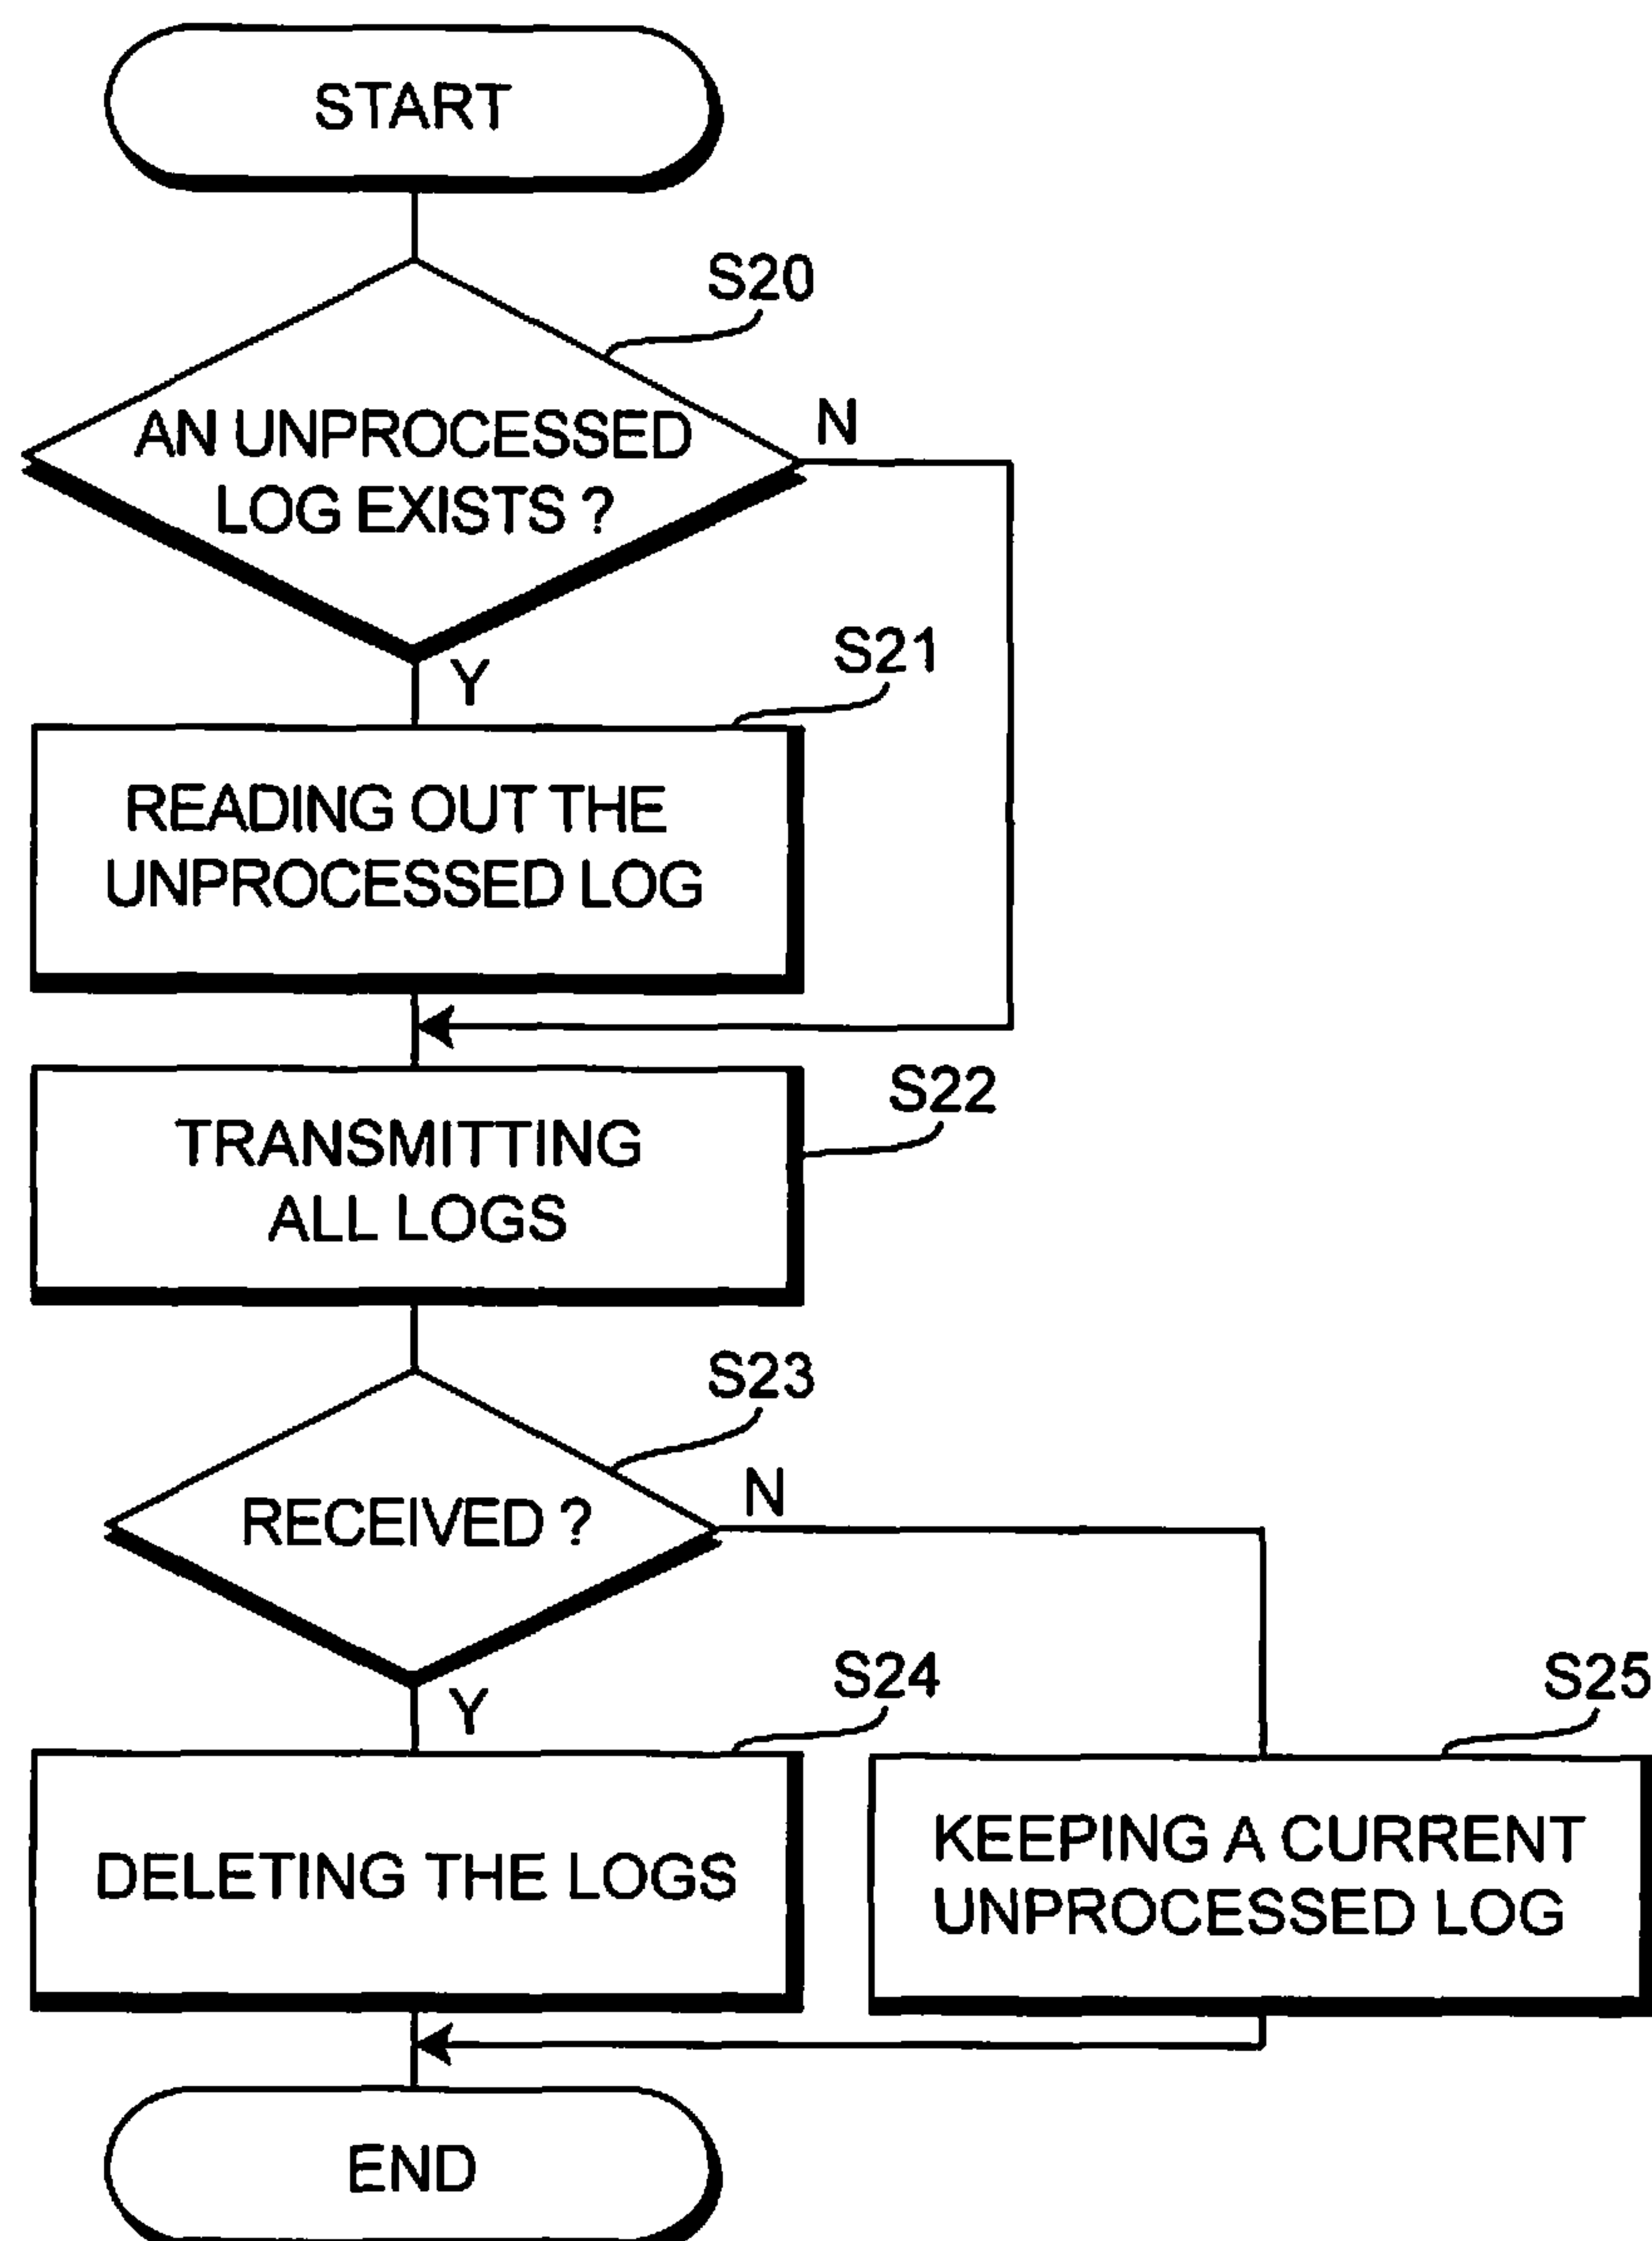 START
S20
AN UNPROCESSED
LOG EXISTS ?
N
Y
S21
READING OUT THE
UNPROCESSED LOG
S22
TRANSMITTING
ALL LOGS
S23
RECEIVED ?
N
Y
S24
DELETING THE LOGS
S25
KEEPING A CURRENT
UNPROCESSED LOG
END